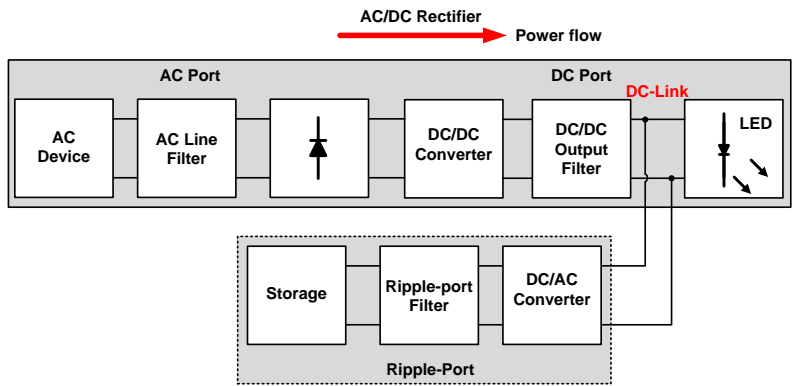 AC/DC Rectifier
Power flow
AC Port
DC Port
DC-Link
AC
Device
AC Line
Filter
DC/DC
Converter
DC/DC
Output
Filter
LED
Storage
Ripple-port
Filter
DC/AC
Converter
Ripple-Port